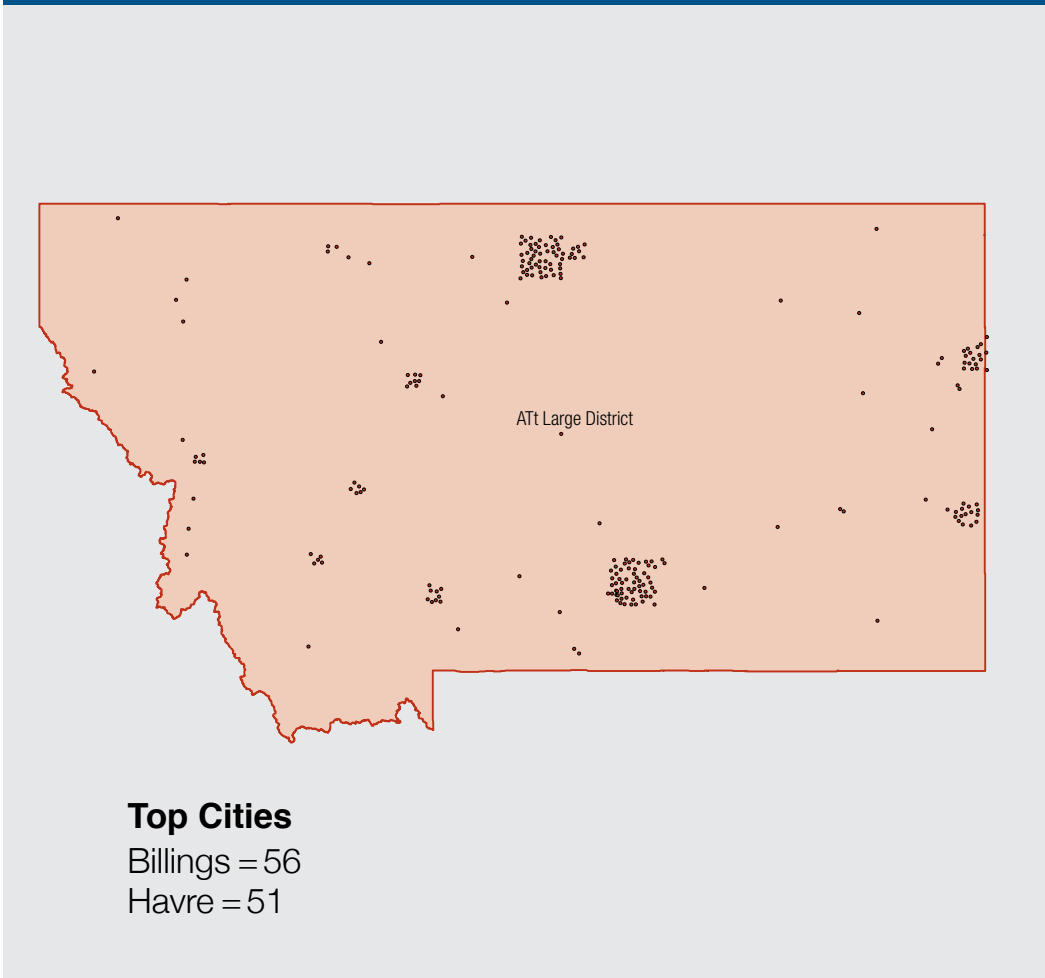 ATt Large District
Top Cities
Billings = 56
Havre = 51